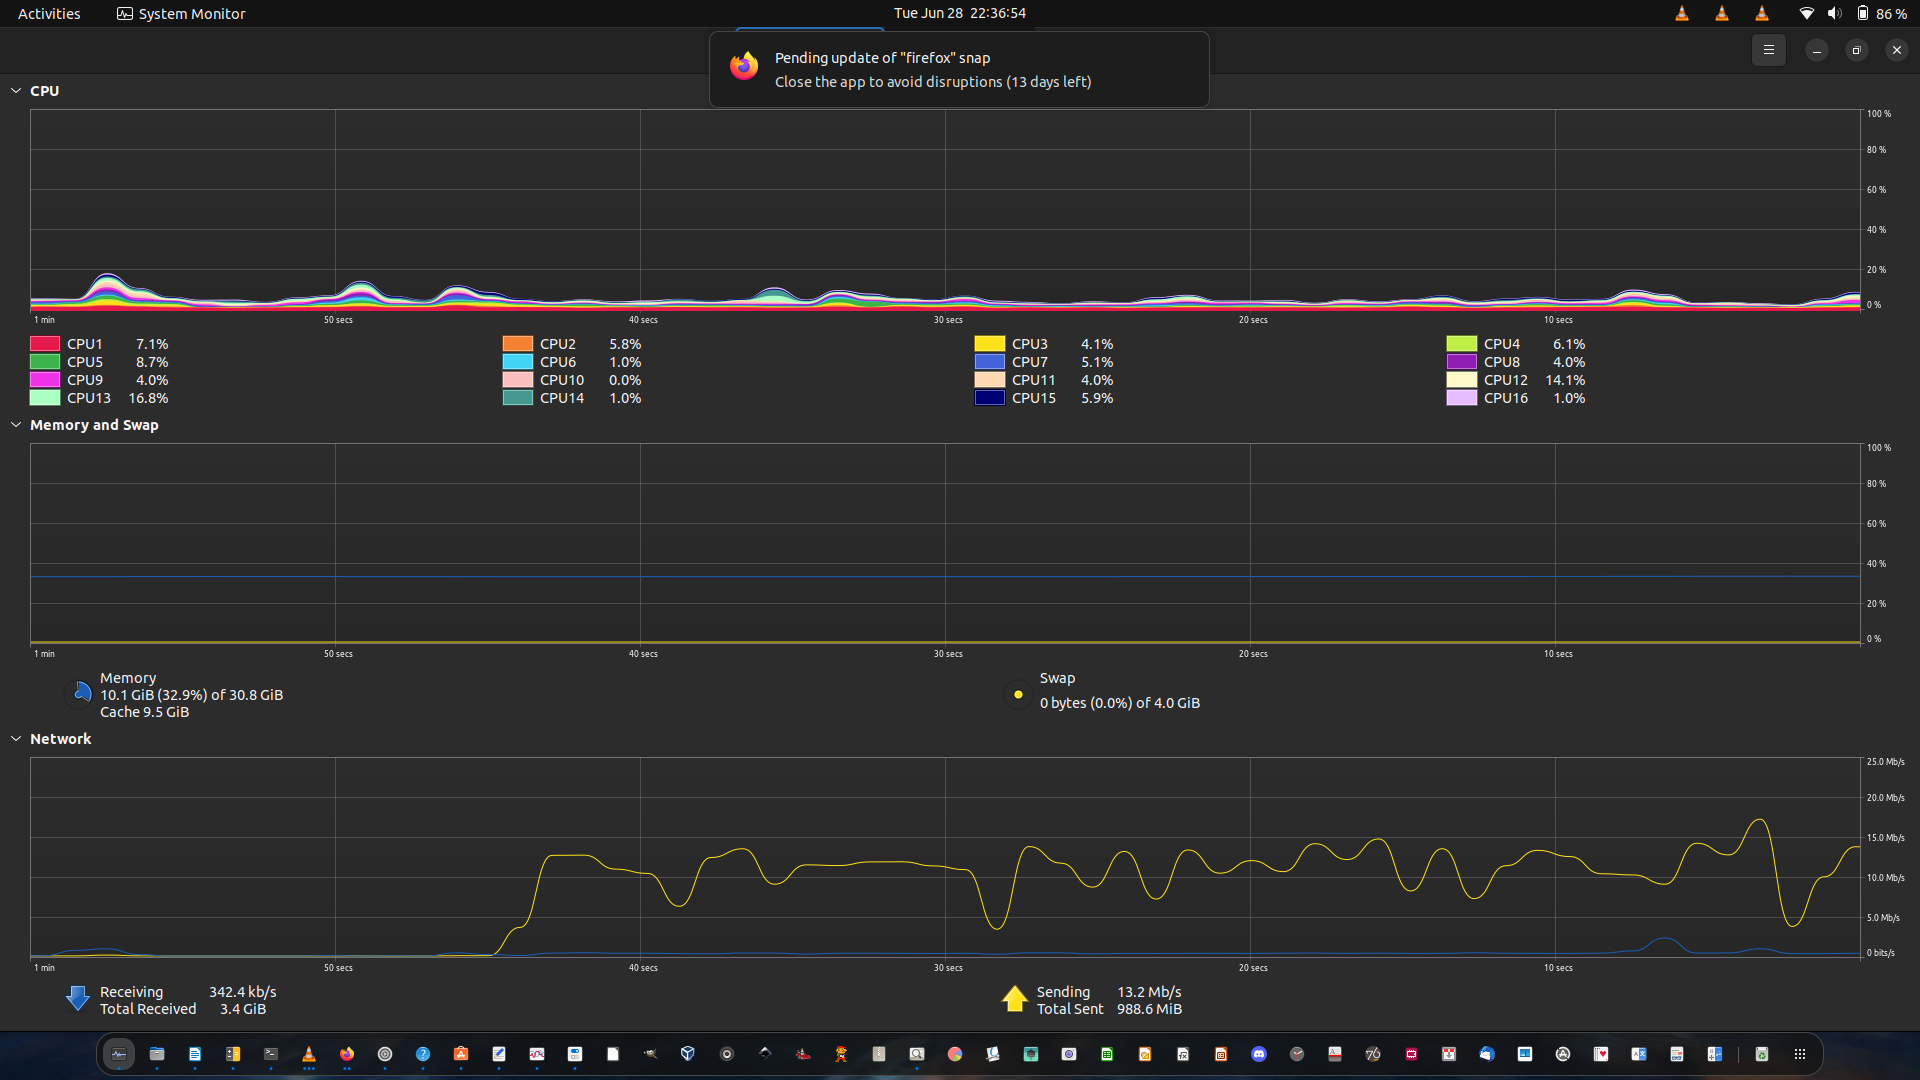 Activities System Monitor Tue Jun 28 22:36:54 86 %
Pending update of "firefox" snap
Close the app to avoid disruptions (13 days left)
CPU
100 %
80 %
60 %
40 %
20 %
0 %
1 min 50 secs 40 secs 30 secs 20 secs 10 secs
CPU1 7.1% CPU2 5.8% CPU3 4.1% CPU4 6.1%
CPU5 8.7% CPU6 1.0% CPU7 5.1% CPU8 4.0%
CPU9 4.0% CPU10 0.0% CPU11 4.0% CPU12 14.1%
CPU13 16.8% CPU14 1.0% CPU15 5.9% CPU16 1.0%
Memory and Swap
100 %
80 %
60 %
40 %
20 %
0 %
1 min 50 secs 40 secs 30 secs 20 secs 10 secs
Memory
10.1 GiB (32.9%) of 30.8 GiB
Cache 9.5 GiB
Swap
0 bytes (0.0%) of 4.0 GiB
Network
25.0 Mb/s
20.0 Mb/s
15.0 Mb/s
10.0 Mb/s
5.0 Mb/s
0 bits/s
1 min 50 secs 40 secs 30 secs 20 secs 10 secs
Receiving 342.4 kb/s
Total Received 3.4 GiB
Sending 13.2 Mb/s
Total Sent 988.6 MiB